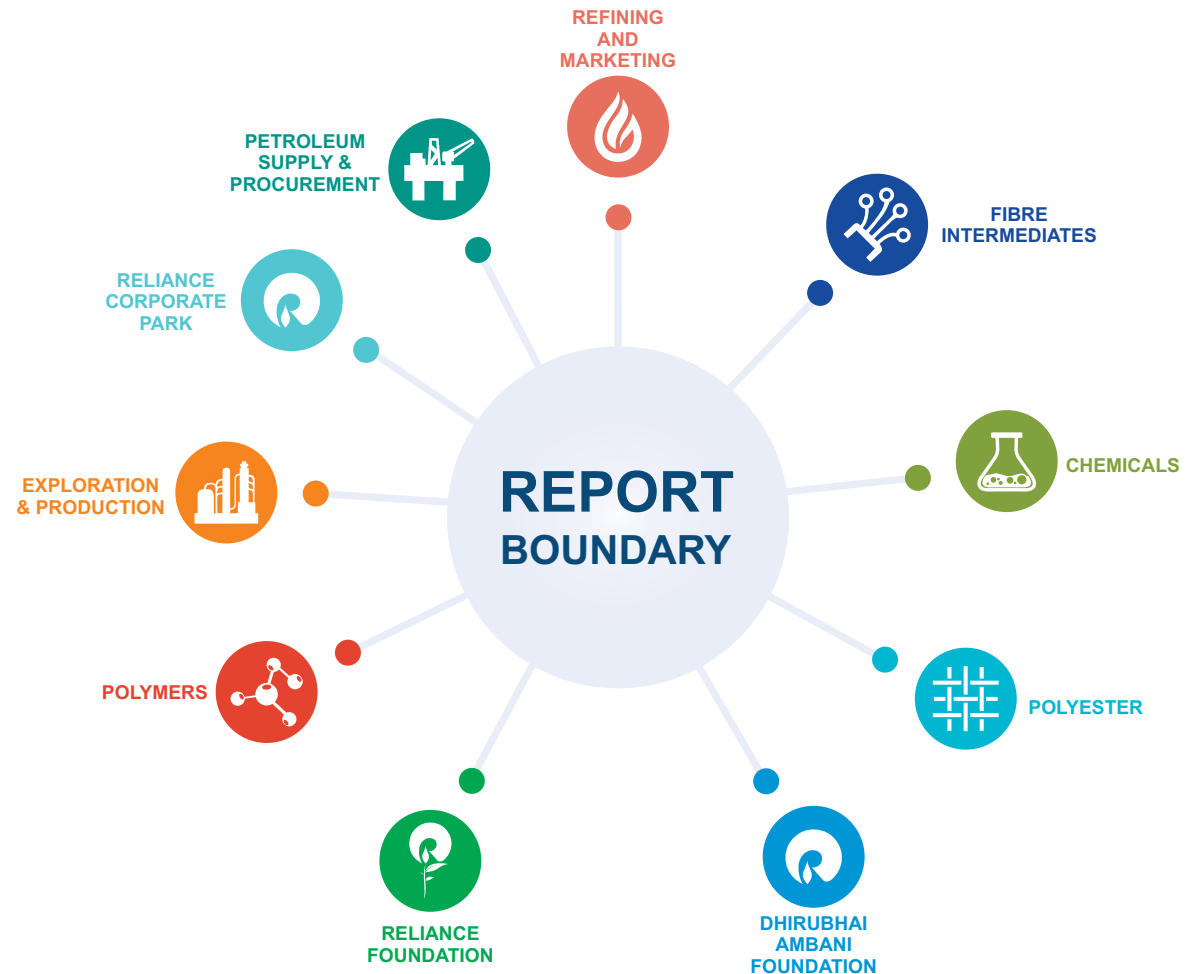 REFINING
AND
MARKETING
PETROLEUM
SUPPLY &
PROCUREMENT
FIBRE
INTERMEDIATES
RELIANCE
CORPORATE
PARK
CHEMICALS
REPORT
BOUNDARY
EXPLORATION
& PRODUCTION
POLYMERS
POLYESTER
RELIANCE
FOUNDATION
DHIRUBHAI
AMBANI
FOUNDATION